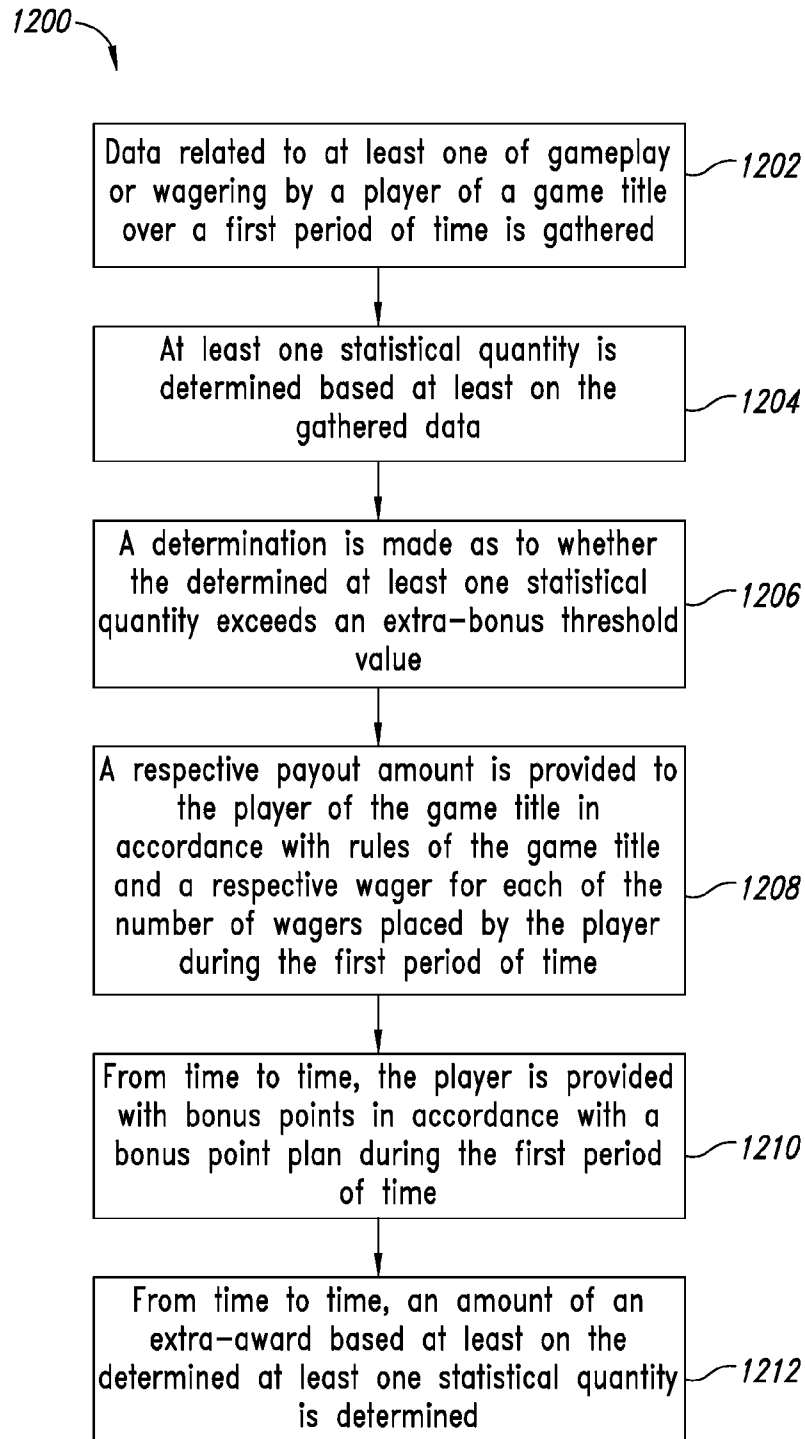 1200
Data related to at least one of gameplay
or wagering by a player of a game title
over a first period of time is gathered
1202
At least one statistical quantity is
determined based at least on the
gathered data
1204
A determination is made as to whether
the determined at least one statistical
quantity exceeds an extra-bonus threshold
value
1206
A respective payout amount is provided to
the player of the game title in
accordance with rules of the game title
and a respective wager for each of the
number of wagers placed by the player
during the first period of time
1208
From time to time, the player is provided
with bonus points in accordance with a
bonus point plan during the first period
of time
1210
From time to time, an amount of an
extra-award based at least on the
determined at least one statistical quantity
is determined
1212